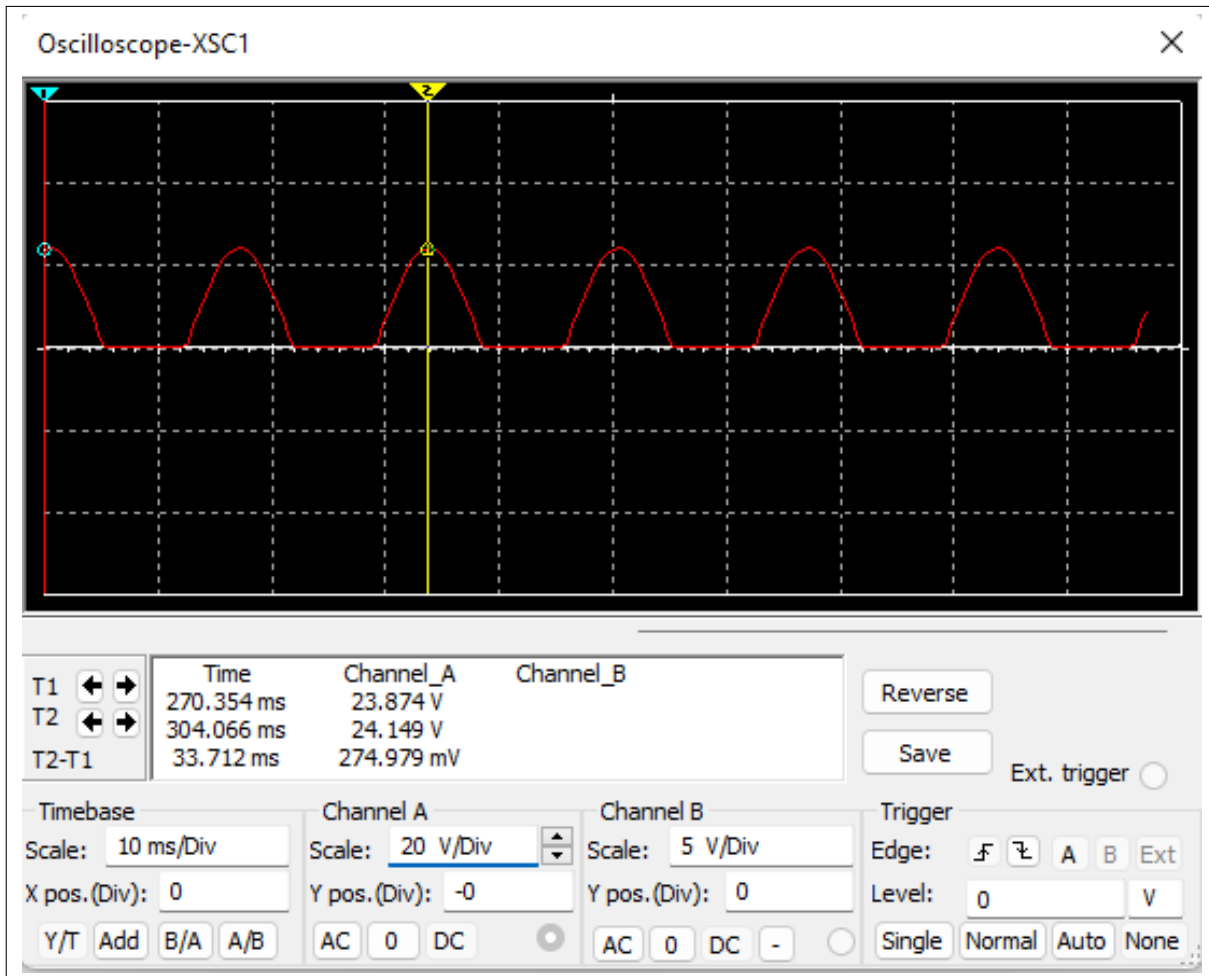 Oscilloscope-XSC1
1 2
Time Channel_A Channel_B
T1 270.354 ms 23.874 V
T2 304.066 ms 24.149 V
T2-T1 33.712 ms 274.979 mV
Reverse
Save
Ext. trigger
Timebase
Scale: 10 ms/Div
X pos.(Div): 0
Y/T Add B/A A/B
Channel A
Scale: 20 V/Div
Y pos.(Div): -0
AC 0 DC
Channel B
Scale: 5 V/Div
Y pos.(Div): 0
AC 0 DC -
Trigger
Edge: A B Ext
Level: 0 V
Single Normal Auto None